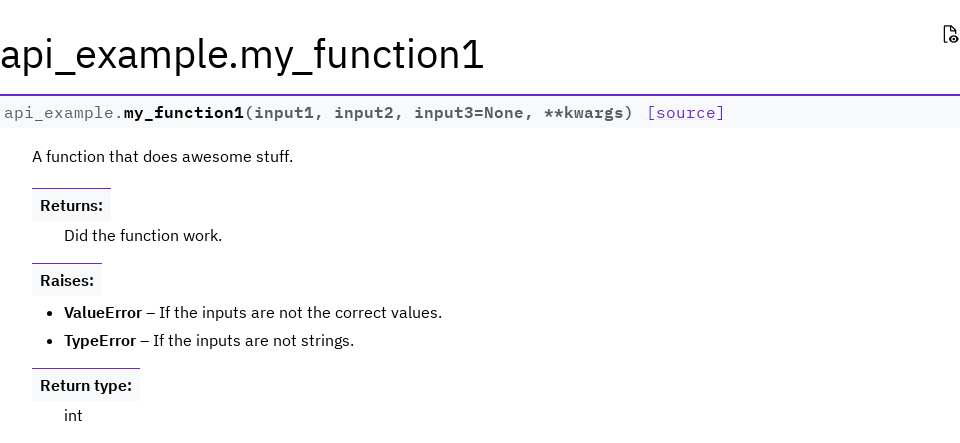 api_example.my_function1
api_example.my_function1(input1, input2, input3=None, **kwargs) [source]
A function that does awesome stuff.
Returns:
Did the function work.
Raises:
• ValueError – If the inputs are not the correct values.
• TypeError – If the inputs are not strings.
Return type:
int